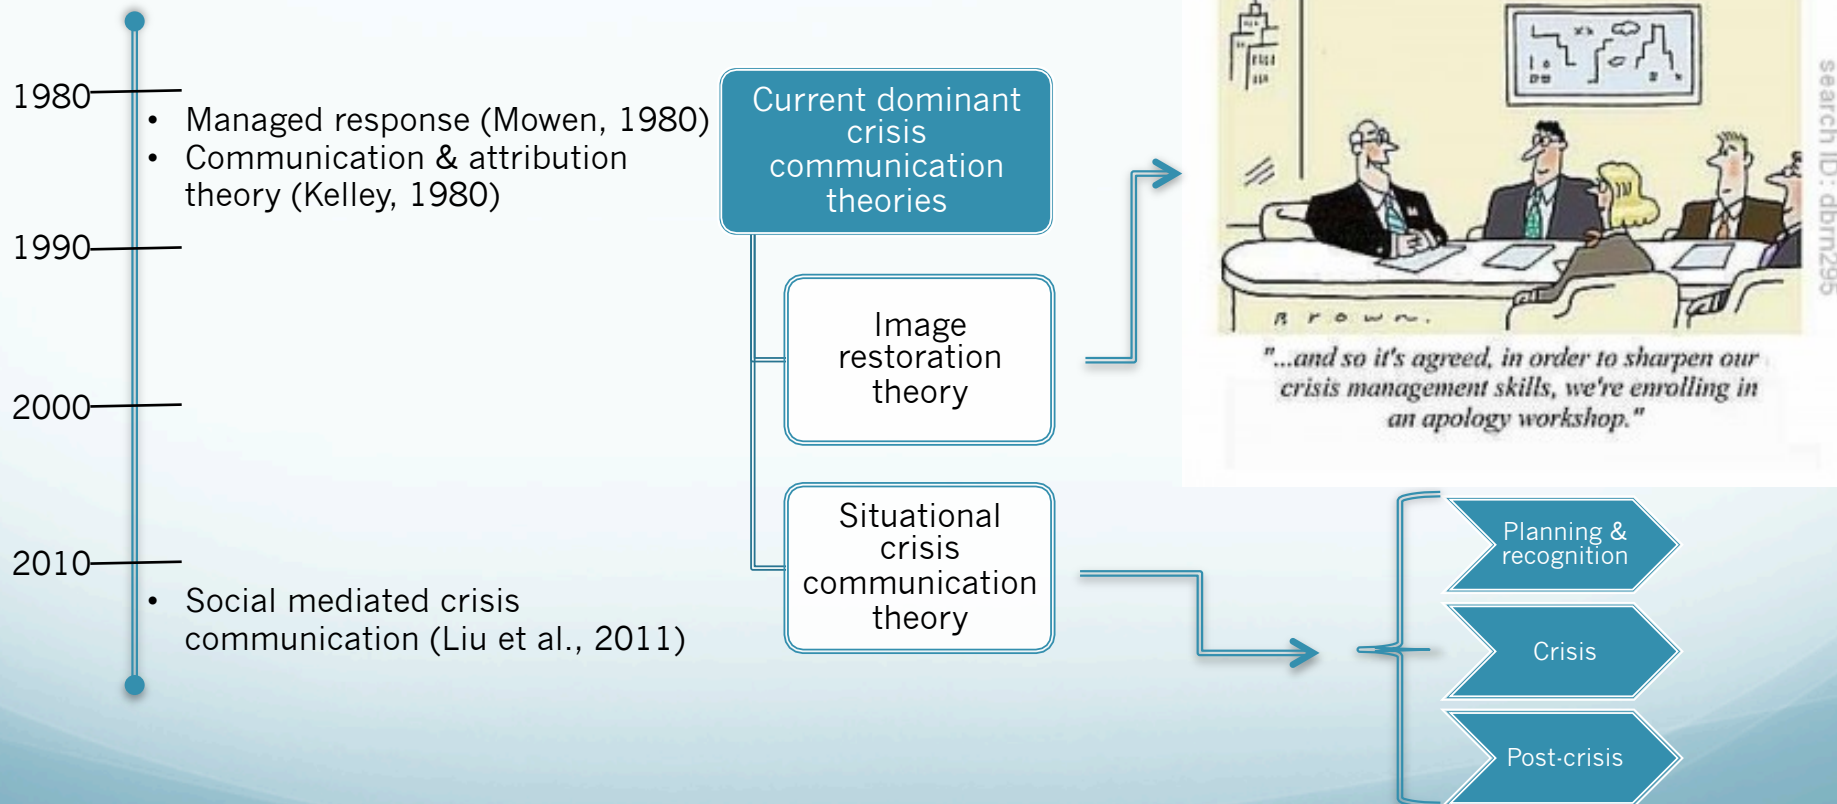 1980
• Managed response (Mowen, 1980)
• Communication & attribution
theory (Kelley, 1980)
1990
2000
2010
• Social mediated crisis
communication (Liu et al., 2011)
Current dominant
crisis
communication
theories
Image
restoration
theory
Situational
crisis
communication
theory
Brown.
"...and so it's agreed, in order to sharpen our
crisis management skills, we're enrolling in
an apology workshop."
search ID: dbrn295
Planning &
recognition
Crisis
Post-crisis